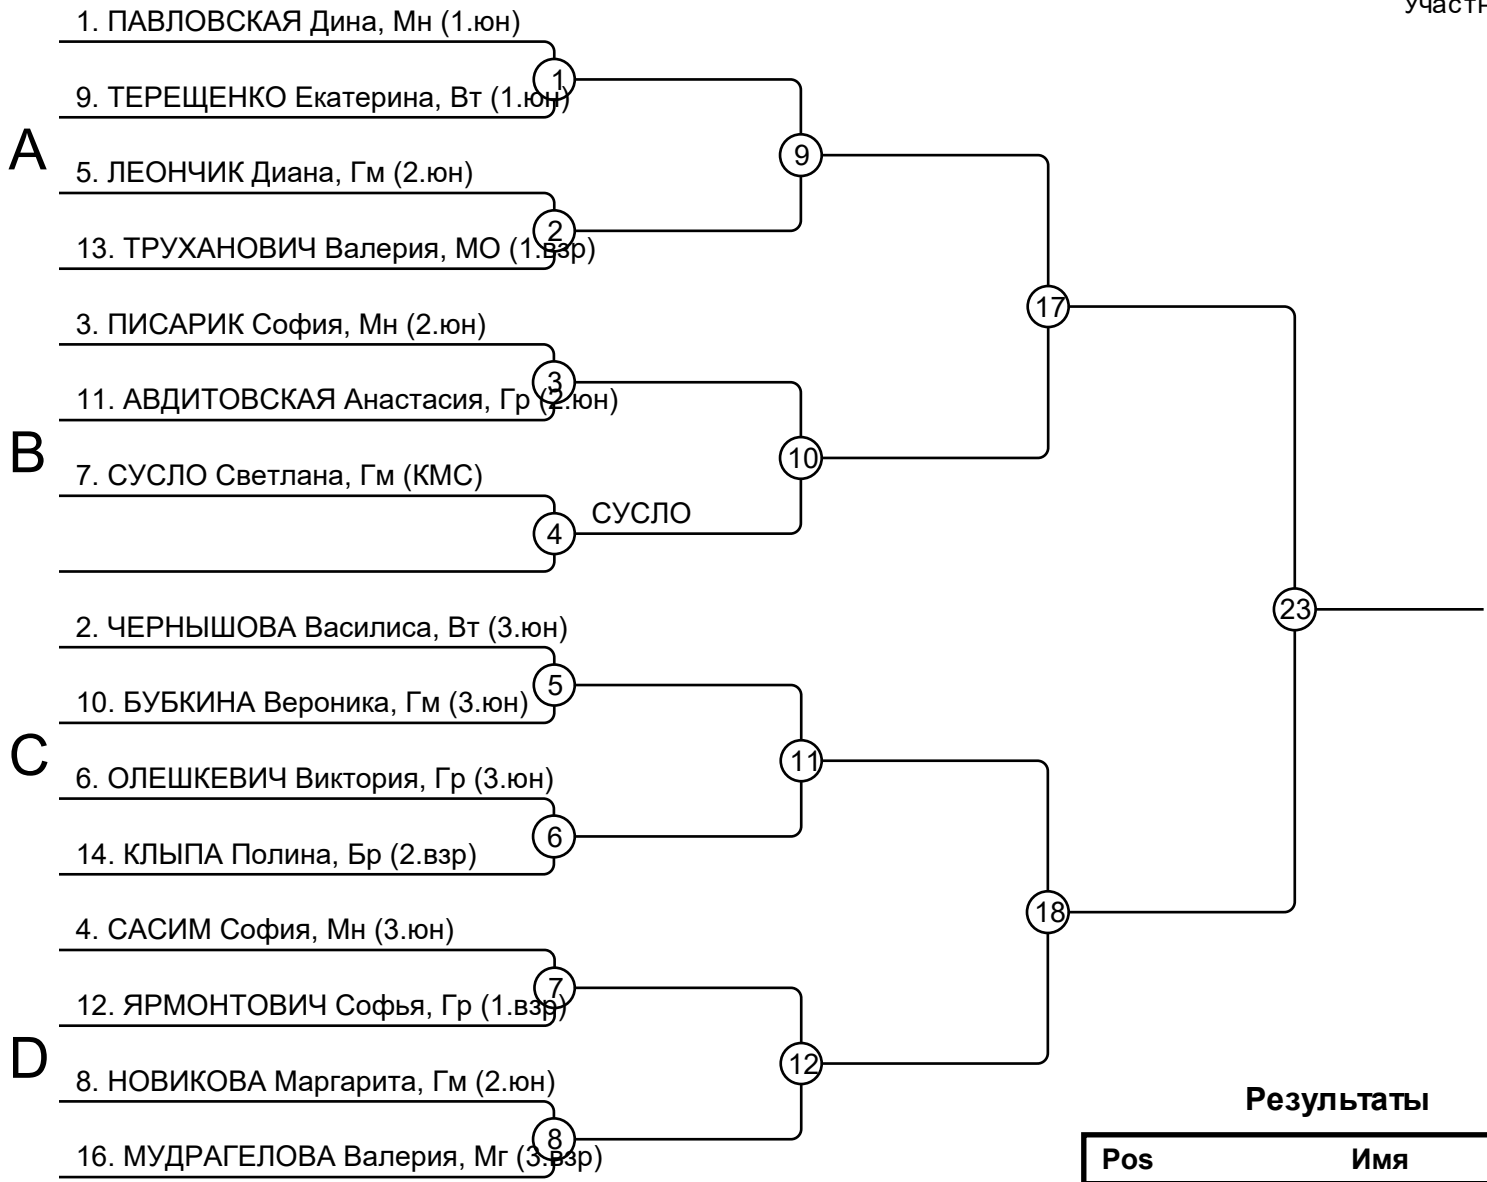 Участн
1. ПАВЛОВСКАЯ Дина, Мн (1.юн)
1
9. ТЕРЕЩЕНКО Екатерина, Вт (1.юн)
A
9
5. ЛЕОНЧИК Диана, Гм (2.юн)
2
13. ТРУХАНОВИЧ Валерия, МО (1.взр)
17
3. ПИСАРИК София, Мн (2.юн)
3
11. АВДИТОВСКАЯ Анастасия, Гр (2.юн)
B
10
7. СУСЛО Светлана, Гм (КМС)
СУСЛО
4
23
2. ЧЕРНЫШОВА Василиса, Вт (3.юн)
5
10. БУБКИНА Вероника, Гм (3.юн)
C
11
6. ОЛЕШКЕВИЧ Виктория, Гр (3.юн)
6
14. КЛЫПА Полина, Бр (2.взр)
18
4. САСИМ София, Мн (3.юн)
7
12. ЯРМОНТОВИЧ Софья, Гр (1.взр)
D
12
8. НОВИКОВА Маргарита, Гм (2.юн)
8
16. МУДРАГЕЛОВА Валерия, Мг (3.взр)
Результаты
Pos Имя